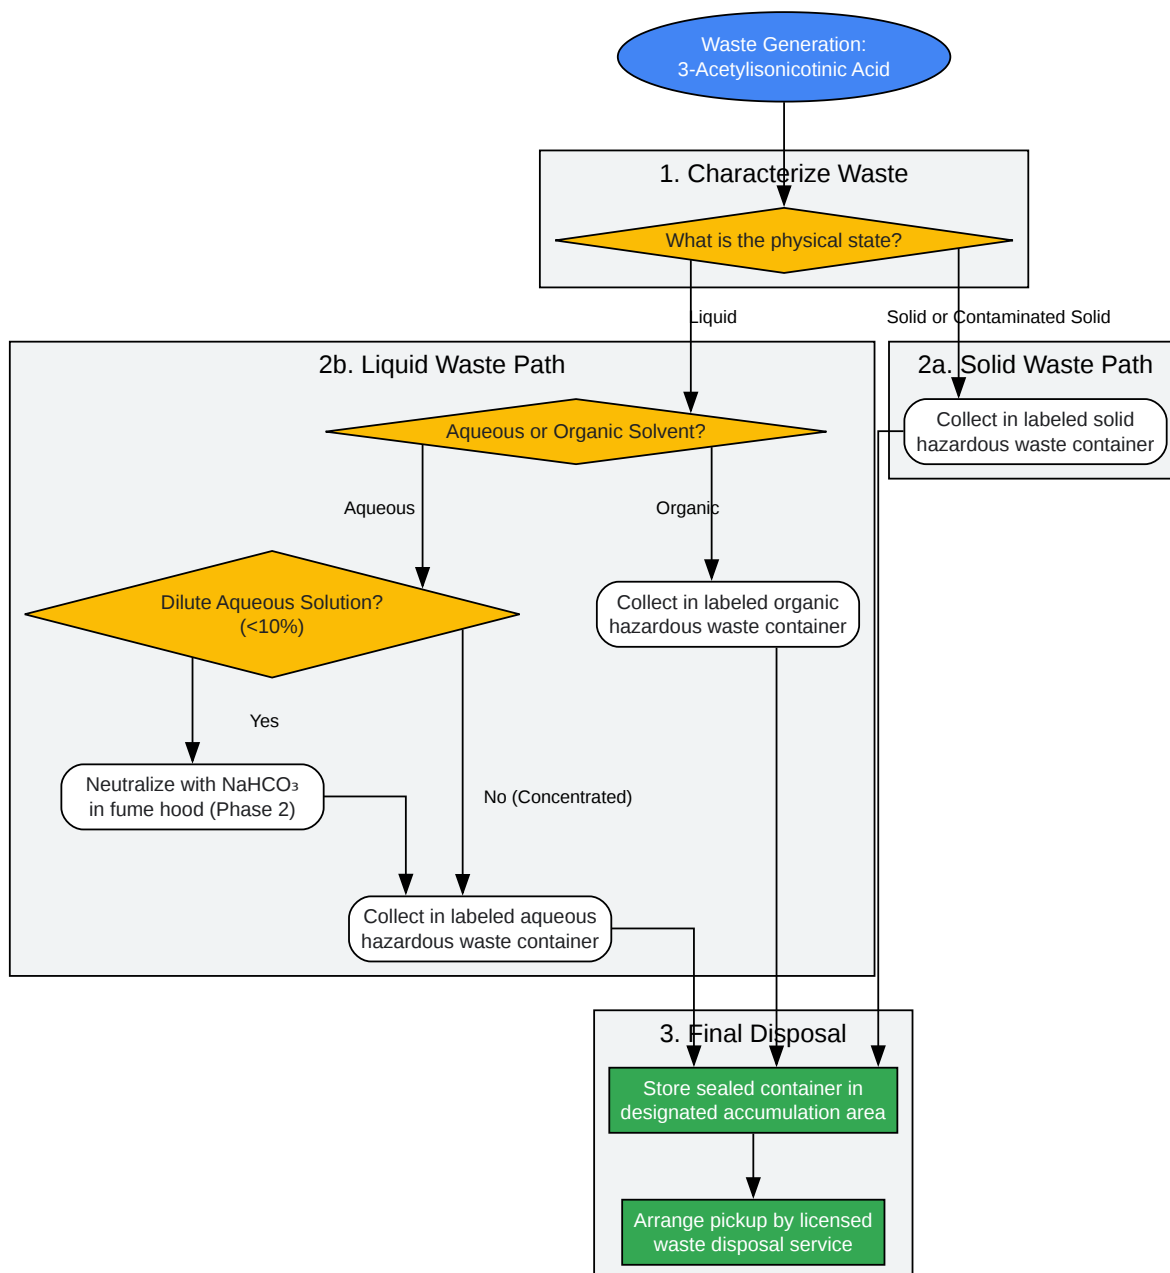 Waste Generation:
3-Acetylisonicotinic Acid
1. Characterize Waste
What is the physical state?
Liquid
Solid or Contaminated Solid
2b. Liquid Waste Path
2a. Solid Waste Path
Aqueous or Organic Solvent?
Collect in labeled solid
hazardous waste container
Aqueous
Organic
Dilute Aqueous Solution?
(<10%)
Collect in labeled organic
hazardous waste container
Yes
Neutralize with NaHCO₃
in fume hood (Phase 2)
No (Concentrated)
Collect in labeled aqueous
hazardous waste container
3. Final Disposal
Store sealed container in
designated accumulation area
Arrange pickup by licensed
waste disposal service